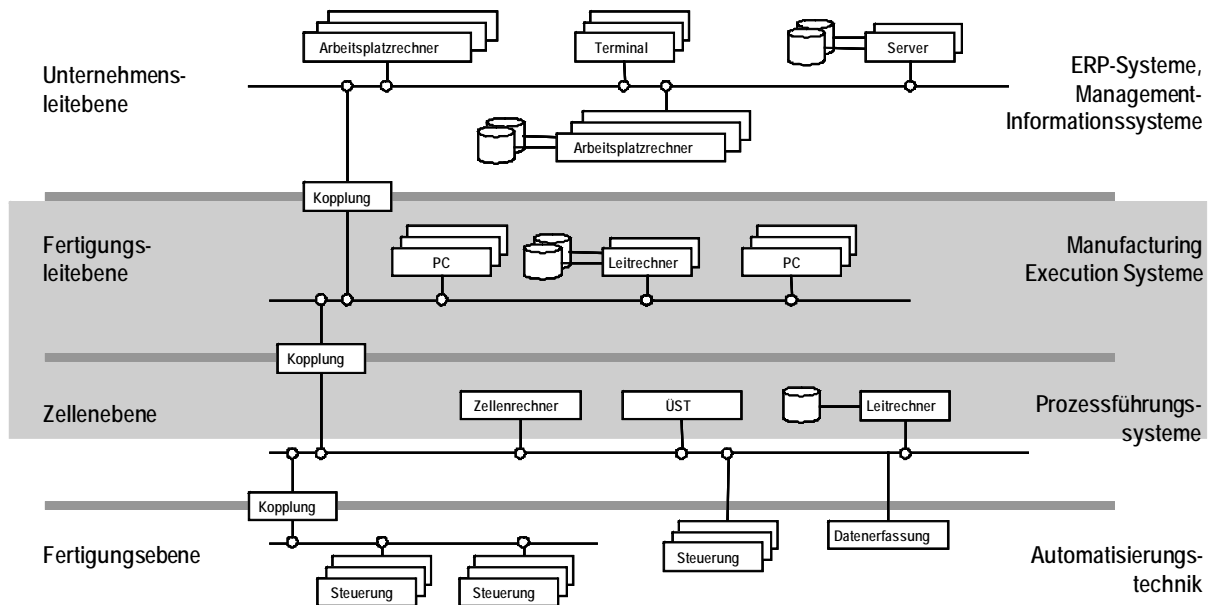 Arbeitsplatzrechner
Terminal
Server
Unternehmens-
leitebene
ERP-Systeme,
Management-
Informationssysteme
Arbeitsplatzrechner
Kopplung
Fertigungs-
leitebene
PC
Leitrechner
PC
Manufacturing
Execution Systeme
Kopplung
Zellenebene
Zellenrechner
ÜST
Leitrechner
Prozessführungs-
systeme
Kopplung
Fertigungsebene
Steuerung
Steuerung
Steuerung
Datenerfassung
Automatisierungs-
technik